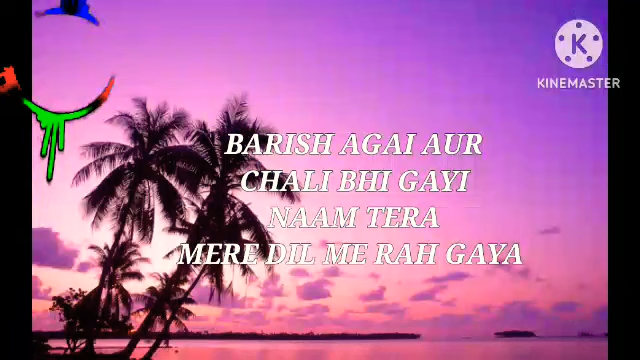 KINEMASTER
BARISH AGAI AUR
CHALI BHI GAYI
NAAM TERA
MERE DIL ME RAH GAYA